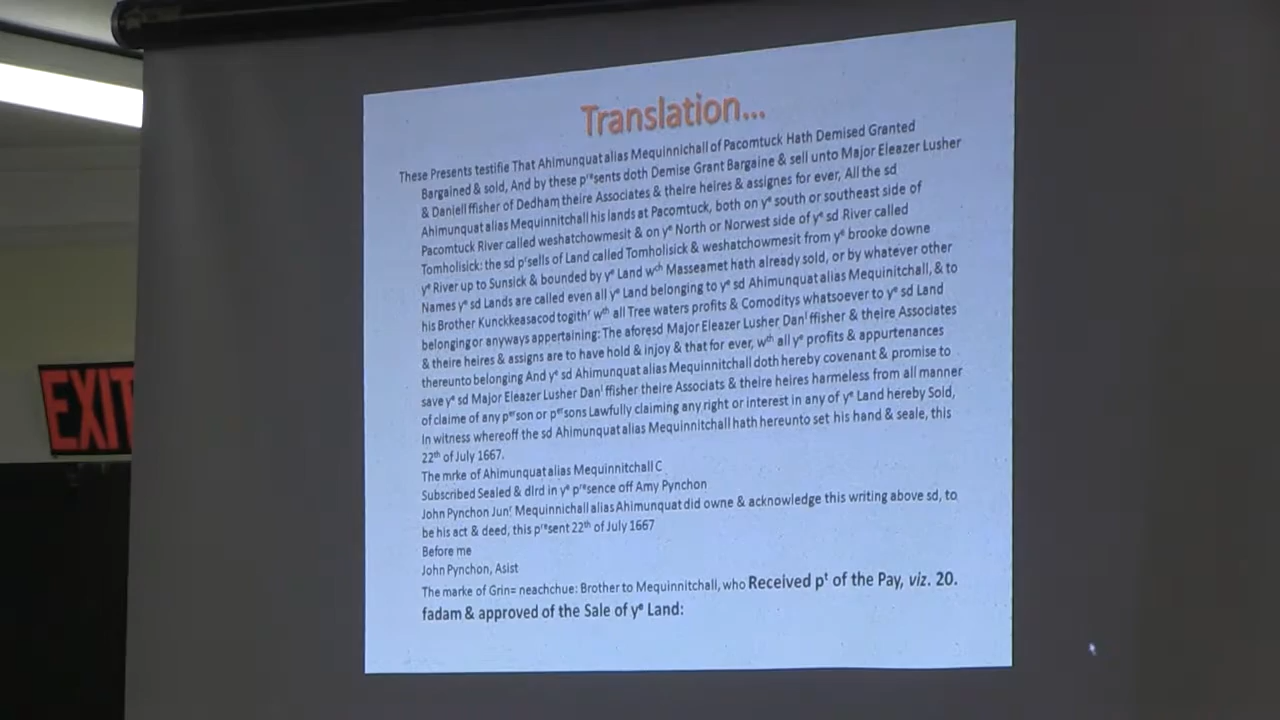 Translation...
These Presents testifie That Ahimunquat alias Mequinnichall of Pacomtuck Hath Demised Granted
Bargained & sold, And by these pʳᵉsents doth Demise Grant Bargaine & sell unto Major Eleazer Lusher
& Daniell ffisher of Dedham theire Associates & theire heires & assignes for ever, All the sd
Ahimunquat alias Mequinnitchall his lands at Pacomtuck, both on yᵉ south or southeast side of
Pacomtuck River called weshatchowmesit & on yᵉ North or Norwest side of yᵉ sd River called
Tomholisick: the sd pʳsells of Land called Tomholisick & weshatchowmesit from yᵉ brooke downe
yᵉ River up to Sunsick & bounded by yᵉ Land wᶜʰ Masseamet hath already sold, or by whatever other
Names yᵉ sd Lands are called even all yᵉ Land belonging to yᵉ sd Ahimunquat alias Mequinitchall, & to
his Brother Kunckkeasacod togithʳ wᵗʰ all Tree waters profits & Comoditys whatsoever to yᵉ sd Land
belonging or anyways appertaining: The aforesd Major Eleazer Lusher Danˡ ffisher & theire Associates
& theire heires & assigns are to have hold & injoy & that for ever, wᵗʰ all yᵉ profits & appurtenances
thereunto belonging And yᵉ sd Ahimunquat alias Mequinnitchall doth hereby covenant & promise to
save yᵉ sd Major Eleazer Lusher Danˡ ffisher theire Associats & theire heires harmeless from all manner
of claime of any pᵉʳson or pᵉʳsons Lawfully claiming any right or interest in any of yᵉ Land hereby Sold,
In witness whereoff the sd Ahimunquat alias Mequinnitchall hath hereunto set his hand & seale, this
22ᵗʰ of July 1667.
The mrke of Ahimunquat alias Mequinnitchall C
Subscribed Sealed & dlrd in yᵉ pʳᵉsence off Amy Pynchon
John Pynchon Junʳ. Mequinnichall alias Ahimunquat did owne & acknowledge this writing above sd, to
be his act & deed, this pʳᵉsent 22ᵗʰ of July 1667
Before me
John Pynchon, Asist
The marke of Grin= neachchue: Brother to Mequinnitchall, who Received pᵗ of the Pay, viz. 20.
fadam & approved of the Sale of yᵉ Land:
EXIT